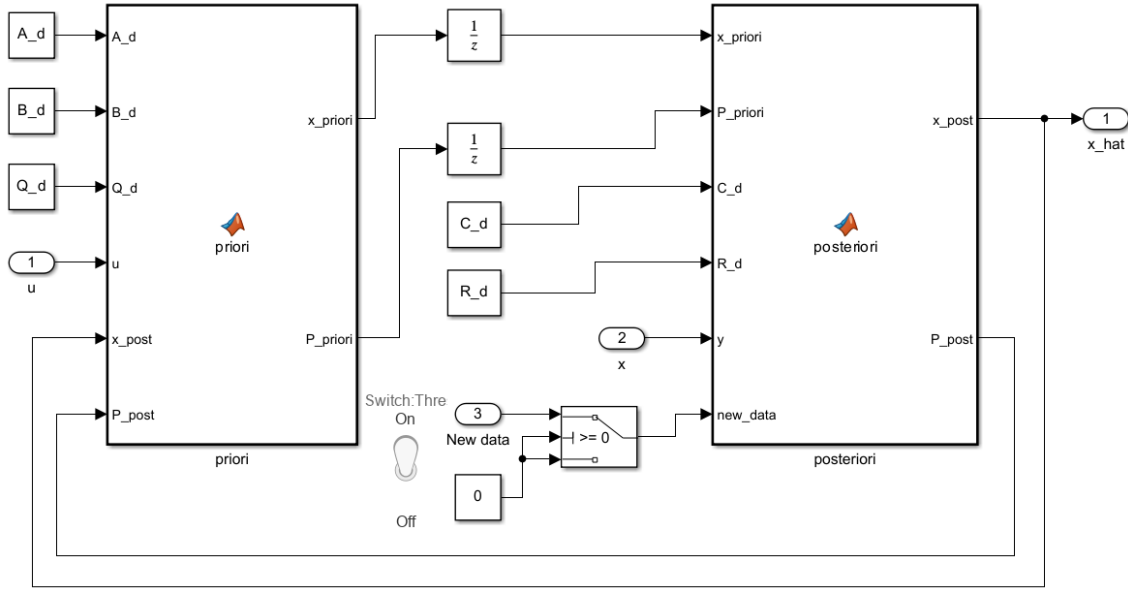 A_d
B_d
Q_d
1
u
A_d
B_d
Q_d
u
x_post
P_post
priori
x_priori
P_priori
priori
1
z
1
z
C_d
R_d
2
x
Switch:Thre
On
Off
3
New data
0
>= 0
x_priori
P_priori
C_d
R_d
y
new_data
posteriori
x_post
P_post
posteriori
1
x_hat